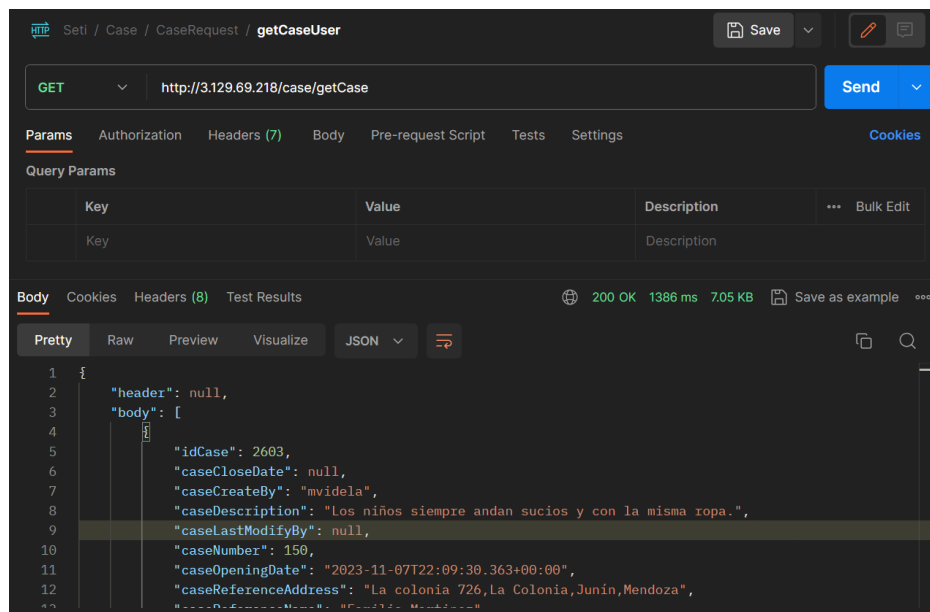 HTTP Seti / Case / CaseRequest / getCaseUser Save
GET http://3.129.69.218/case/getCase Send
Params Authorization Headers (7) Body Pre-request Script Tests Settings Cookies
Query Params
Key Value Description ••• Bulk Edit
Key Value Description
Body Cookies Headers (8) Test Results 200 OK 1386 ms 7.05 KB Save as example
Pretty Raw Preview Visualize JSON
1 {
2 "header": null,
3 "body": [
4 {
5 "idCase": 2603,
6 "caseCloseDate": null,
7 "caseCreateBy": "mvidela",
8 "caseDescription": "Los niños siempre andan sucios y con la misma ropa.",
9 "caseLastModifyBy": null,
10 "caseNumber": 150,
11 "caseOpeningDate": "2023-11-07T22:09:30.363+00:00",
12 "caseReferenceAddress": "La colonia 726,La Colonia,Junín,Mendoza",